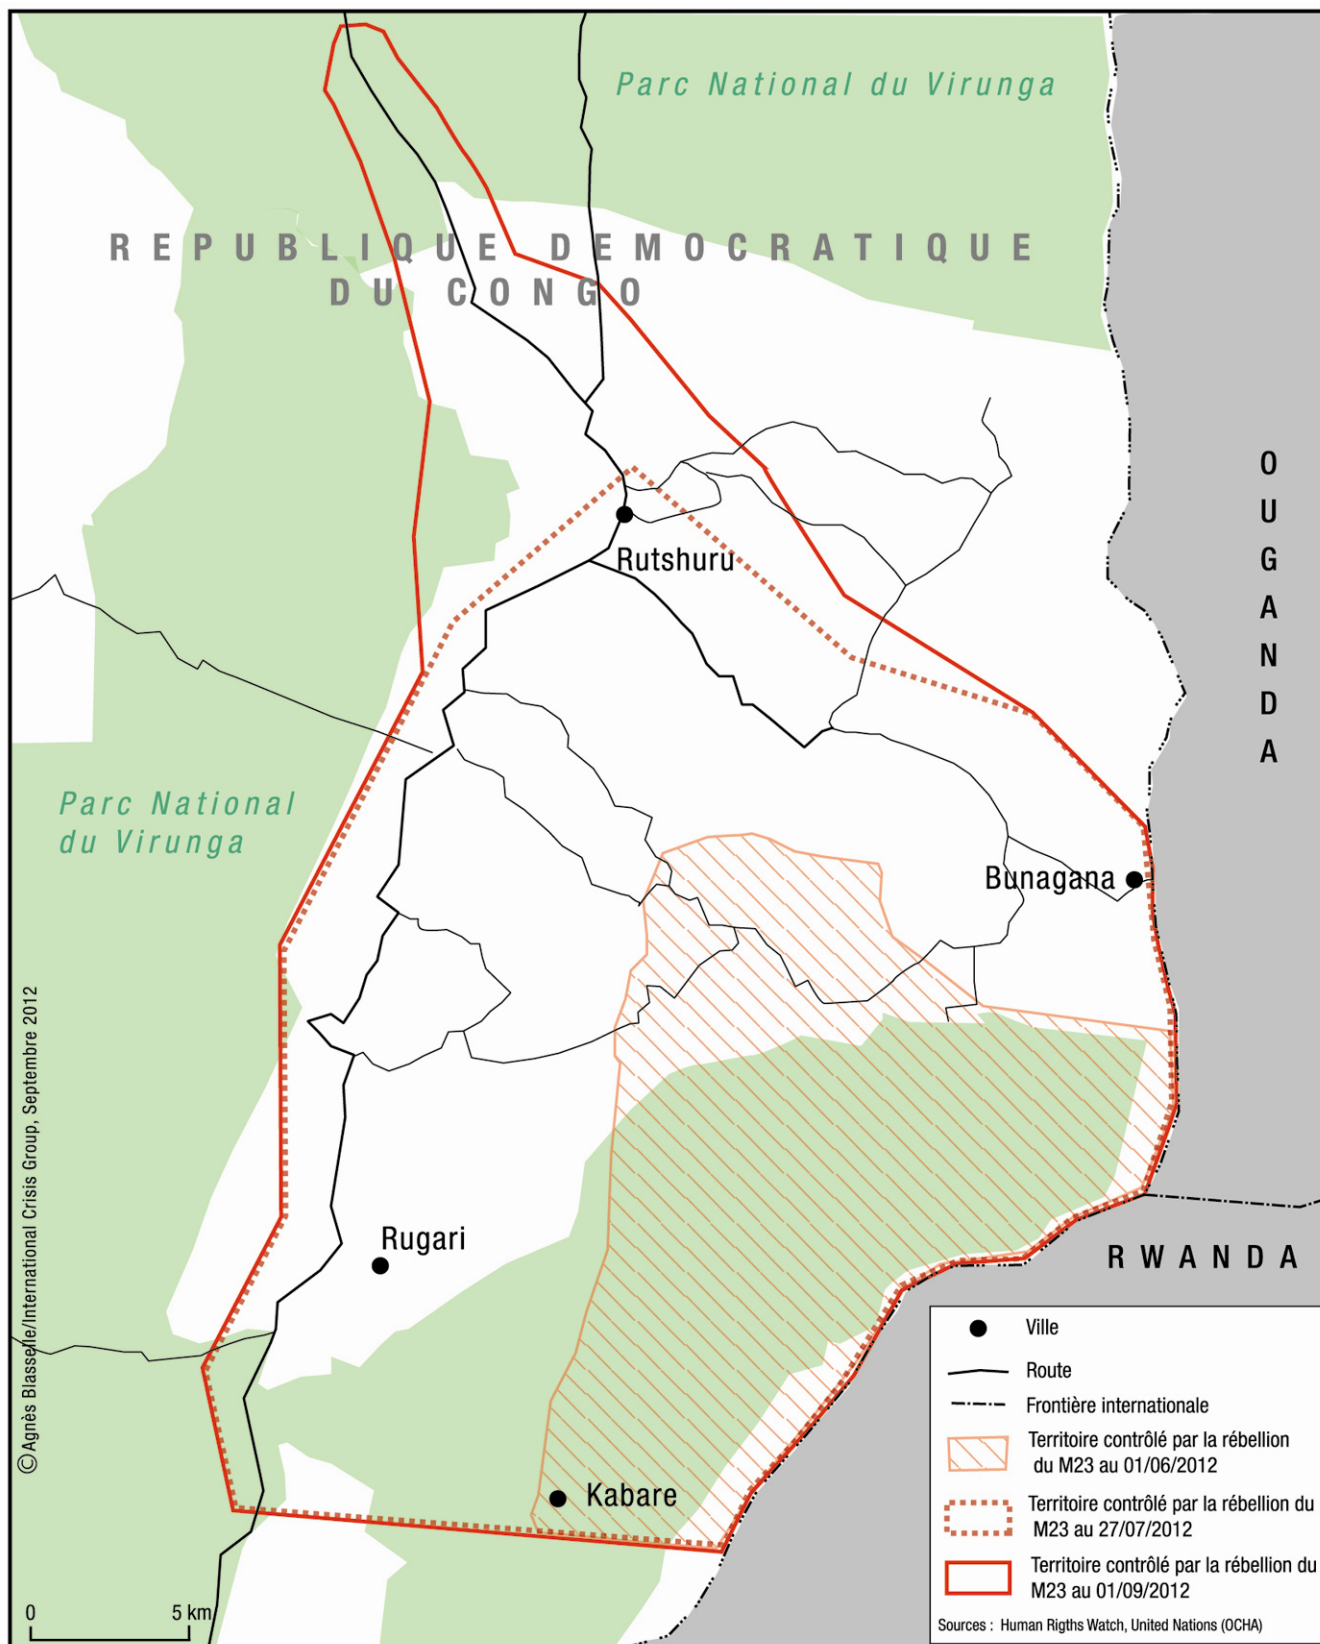 Parc National du Virunga
REPUBLIQUE DEMOCRATIQUE
DU CONGO
OUGANDA
Rutshuru
Parc National
du Virunga
Bunagana
Rugari
RWANDA
Kabare
©Agnès Blasselle/International Crisis Group, Septembre 2012
0 5 km
Ville
Route
Frontière internationale
Territoire contrôlé par la rébellion
du M23 au 01/06/2012
Territoire contrôlé par la rébellion du
M23 au 27/07/2012
Territoire contrôlé par la rébellion du
M23 au 01/09/2012
Sources : Human Rigths Watch, United Nations (OCHA)